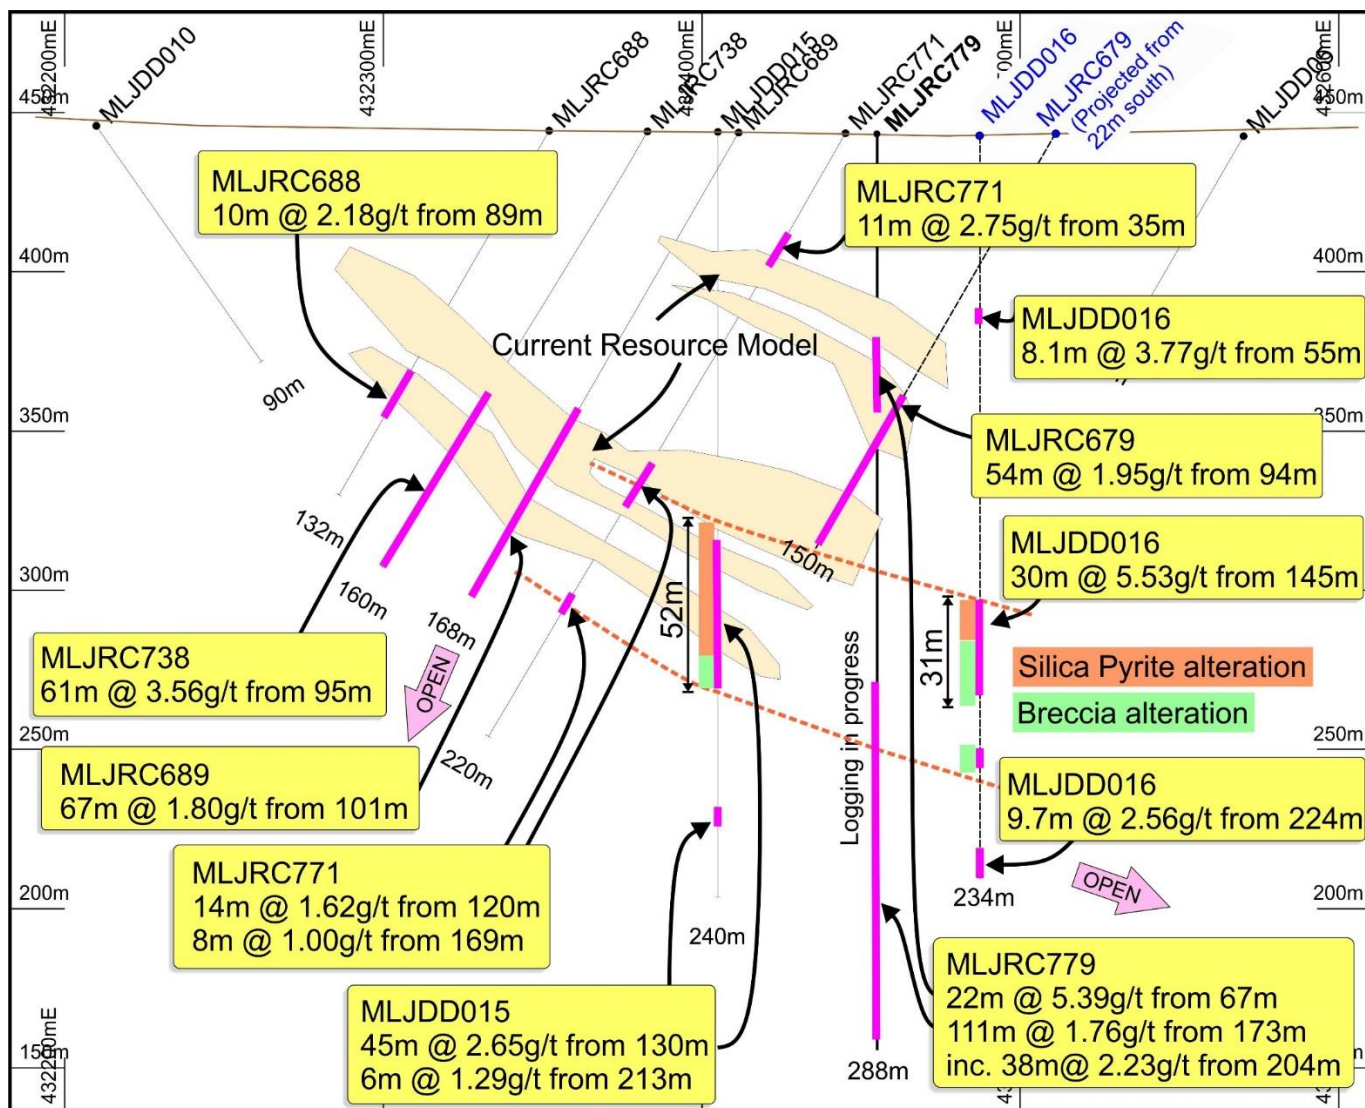 432200mE
432300mE
MLJDD010
MLJRC688
MLJRC738
MLJDD015
MLJRC689
MLJRC771
MLJRC779
MLJDD016
MLJRC679
(Projected from
22m south)
450m
450m
MLJRC688
10m @ 2.18g/t from 89m
MLJRC771
11m @ 2.75g/t from 35m
400m
400m
MLJDD016
8.1m @ 3.77g/t from 55m
Current Resource Model
90m
350m
350m
MLJRC679
54m @ 1.95g/t from 94m
132m
160m
168m
150m
MLJDD016
30m @ 5.53g/t from 145m
300m
300m
52m
31m
MLJRC738
61m @ 3.56g/t from 95m
OPEN
Silica Pyrite alteration
Breccia alteration
250m
250m
220m
Logging in progress
MLJRC689
67m @ 1.80g/t from 101m
MLJDD016
9.7m @ 2.56g/t from 224m
MLJRC771
14m @ 1.62g/t from 120m
8m @ 1.00g/t from 169m
OPEN
234m
200m
200m
240m
MLJDD015
45m @ 2.65g/t from 130m
6m @ 1.29g/t from 213m
MLJRC779
22m @ 5.39g/t from 67m
111m @ 1.76g/t from 173m
inc. 38m@ 2.23g/t from 204m
288m
150m
432200mE